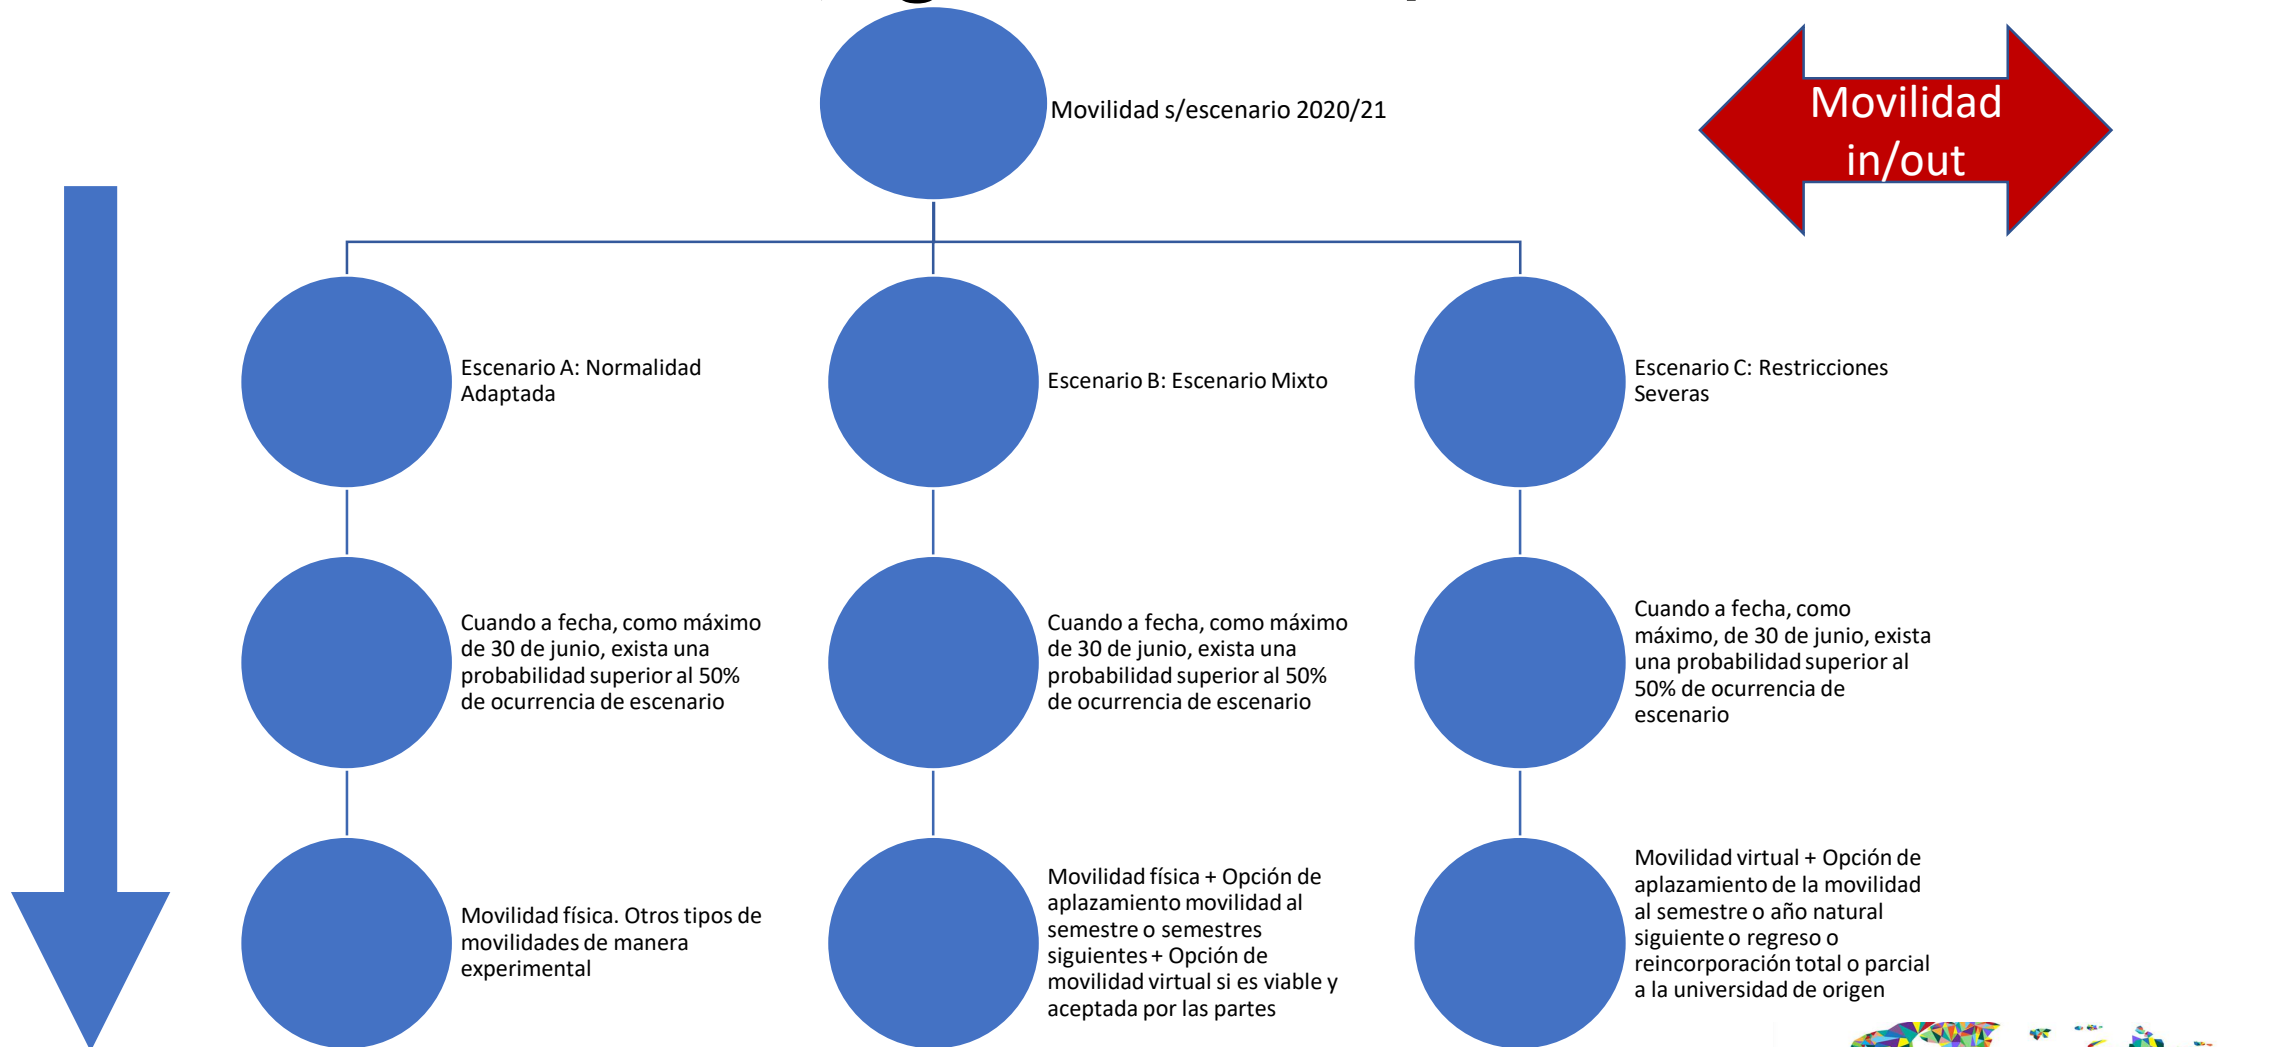 Movilidad s/escenario 2020/21
Movilidad
in/out
Escenario A: Normalidad
Adaptada
Escenario B: Escenario Mixto
Escenario C: Restricciones
Severas
Cuando a fecha, como máximo
de 30 de junio, exista una
probabilidad superior al 50%
de ocurrencia de escenario
Cuando a fecha, como máximo
de 30 de junio, exista una
probabilidad superior al 50%
de ocurrencia de escenario
Cuando a fecha, como
máximo, de 30 de junio, exista
una probabilidad superior al
50% de ocurrencia de
escenario
Movilidad física. Otros tipos de
movilidades de manera
experimental
Movilidad física + Opción de
aplazamiento movilidad al
semestre o semestres
siguientes + Opción de
movilidad virtual si es viable y
aceptada por las partes
Movilidad virtual + Opción de
aplazamiento de la movilidad
al semestre o año natural
siguiente o regreso o
reincorporación total o parcial
a la universidad de origen